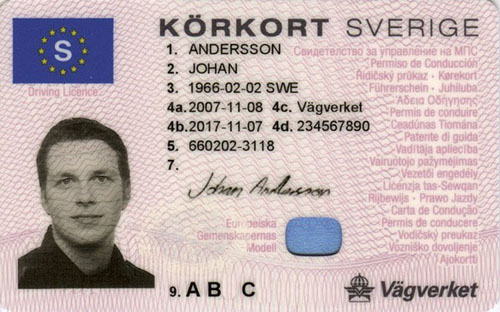 S
KÖRKORT SVERIGE
Driving Licence
1. ANDERSSON
2. JOHAN
3. 1966-02-02 SWE
4a. 2007-11-08 4c. Vägverket
4b. 2017-11-07 4d. 234567890
5. 660202-3118
7.
Johan Andersson
9. A B C
Свидетелство за управление на МПС
Permiso de Conducción
Řidičský průkaz · Kørekort
Führerschein · Juhiluba
Άδεια Οδήγησης
Permis de conduire
Ceadúnas Tiomána
Patente di guida
Vadītāja apliecība
Vairuotojo pažymėjimas
Vezetői engedély
Liċenzja tas-Sewqan
Rijbewijs · Prawo Jazdy
Carta de Condução
Permis de conducere
Vodičský preukaz
Vozniško dovoljenje
Ajokortti
Europeiska
Gemenskapernas
Modell
Vägverket